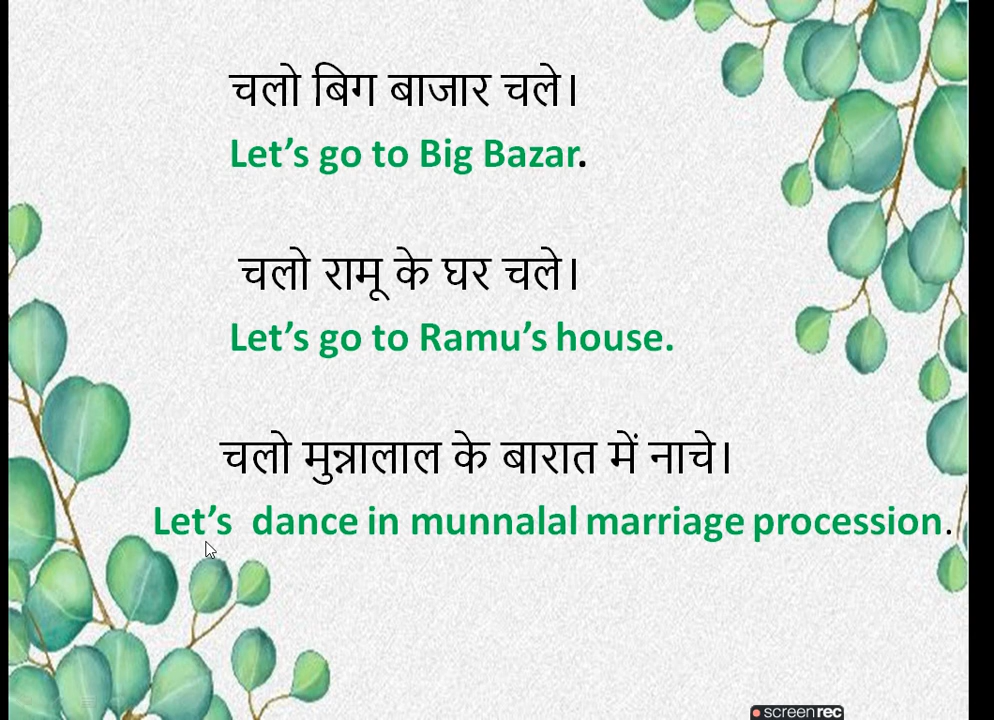 चलो बिग बाजार चले।
Let’s go to Big Bazar.
चलो रामू के घर चले।
Let’s go to Ramu’s house.
चलो मुन्नालाल के बारात में नाचे।
Let’s dance in munnalal marriage procession.
screenrec